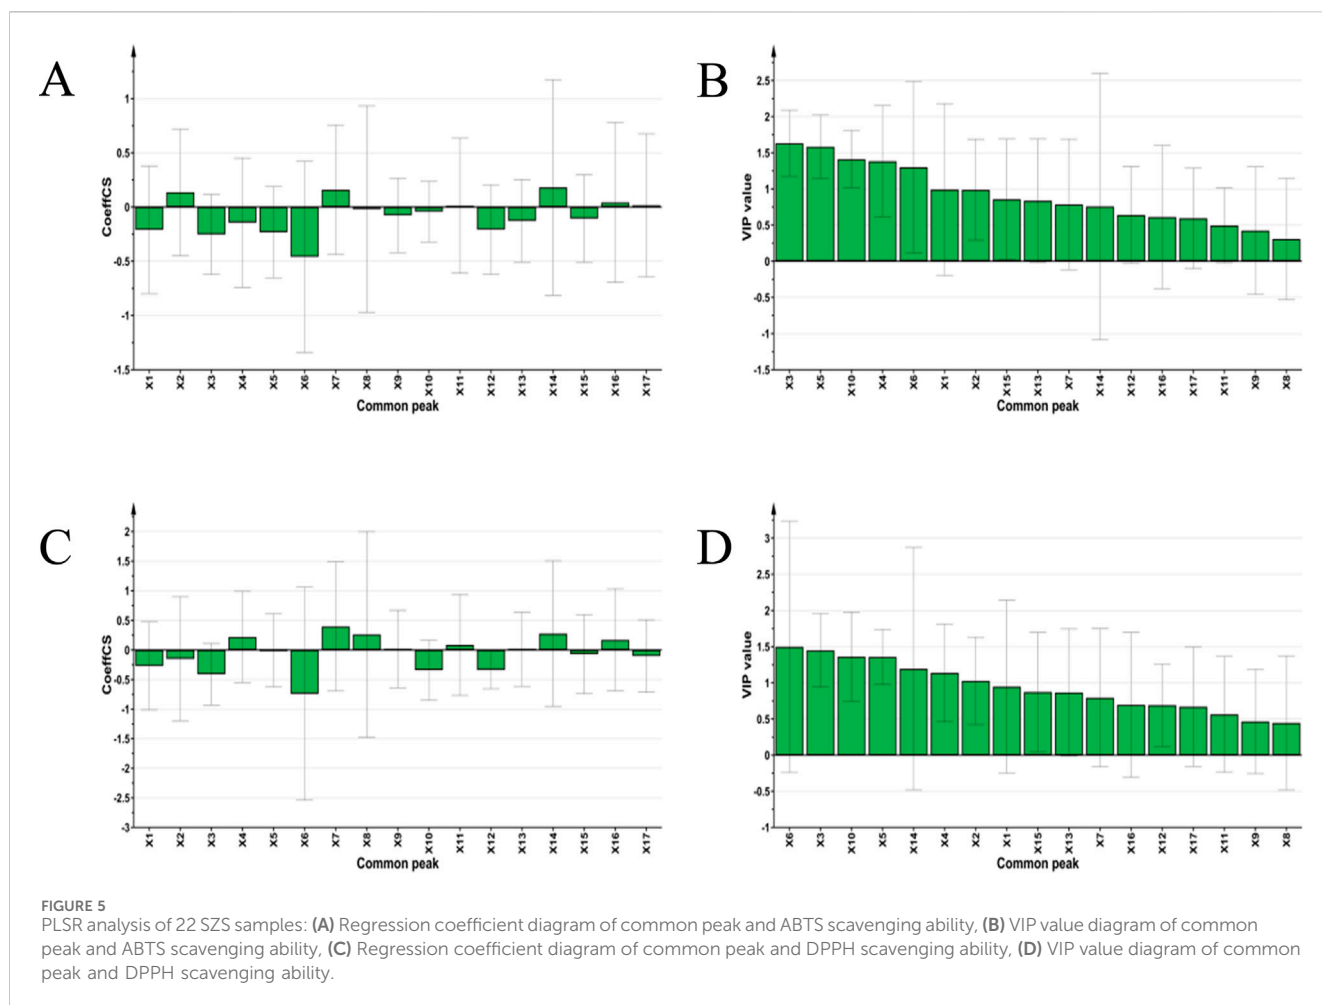 A
CoeffCS
1
0.5
0
-0.5
-1
-1.5
X1 X2 X3 X4 X5 X6 X7 X8 X9 X10 X11 X12 X13 X14 X15 X16 X17
Common peak
B
VIP value
2.5
2
1.5
1
0.5
0
-0.5
-1
-1.5
X3 X5 X10 X4 X6 X1 X2 X15 X13 X7 X14 X12 X16 X17 X11 X9 X8
Common peak
C
CoeffCS
2
1.5
1
0.5
0
-0.5
-1
-1.5
-2
-2.5
-3
X1 X2 X3 X4 X5 X6 X7 X8 X9 X10 X11 X12 X13 X14 X15 X16 X17
Common peak
D
VIP value
3
2.5
2
1.5
1
0.5
0
-0.5
-1
X6 X3 X10 X5 X14 X4 X2 X1 X15 X13 X7 X16 X12 X17 X11 X9 X8
Common peak
FIGURE 5
PLSR analysis of 22 SZS samples: (A) Regression coefficient diagram of common peak and ABTS scavenging ability, (B) VIP value diagram of common
peak and ABTS scavenging ability, (C) Regression coefficient diagram of common peak and DPPH scavenging ability, (D) VIP value diagram of common
peak and DPPH scavenging ability.